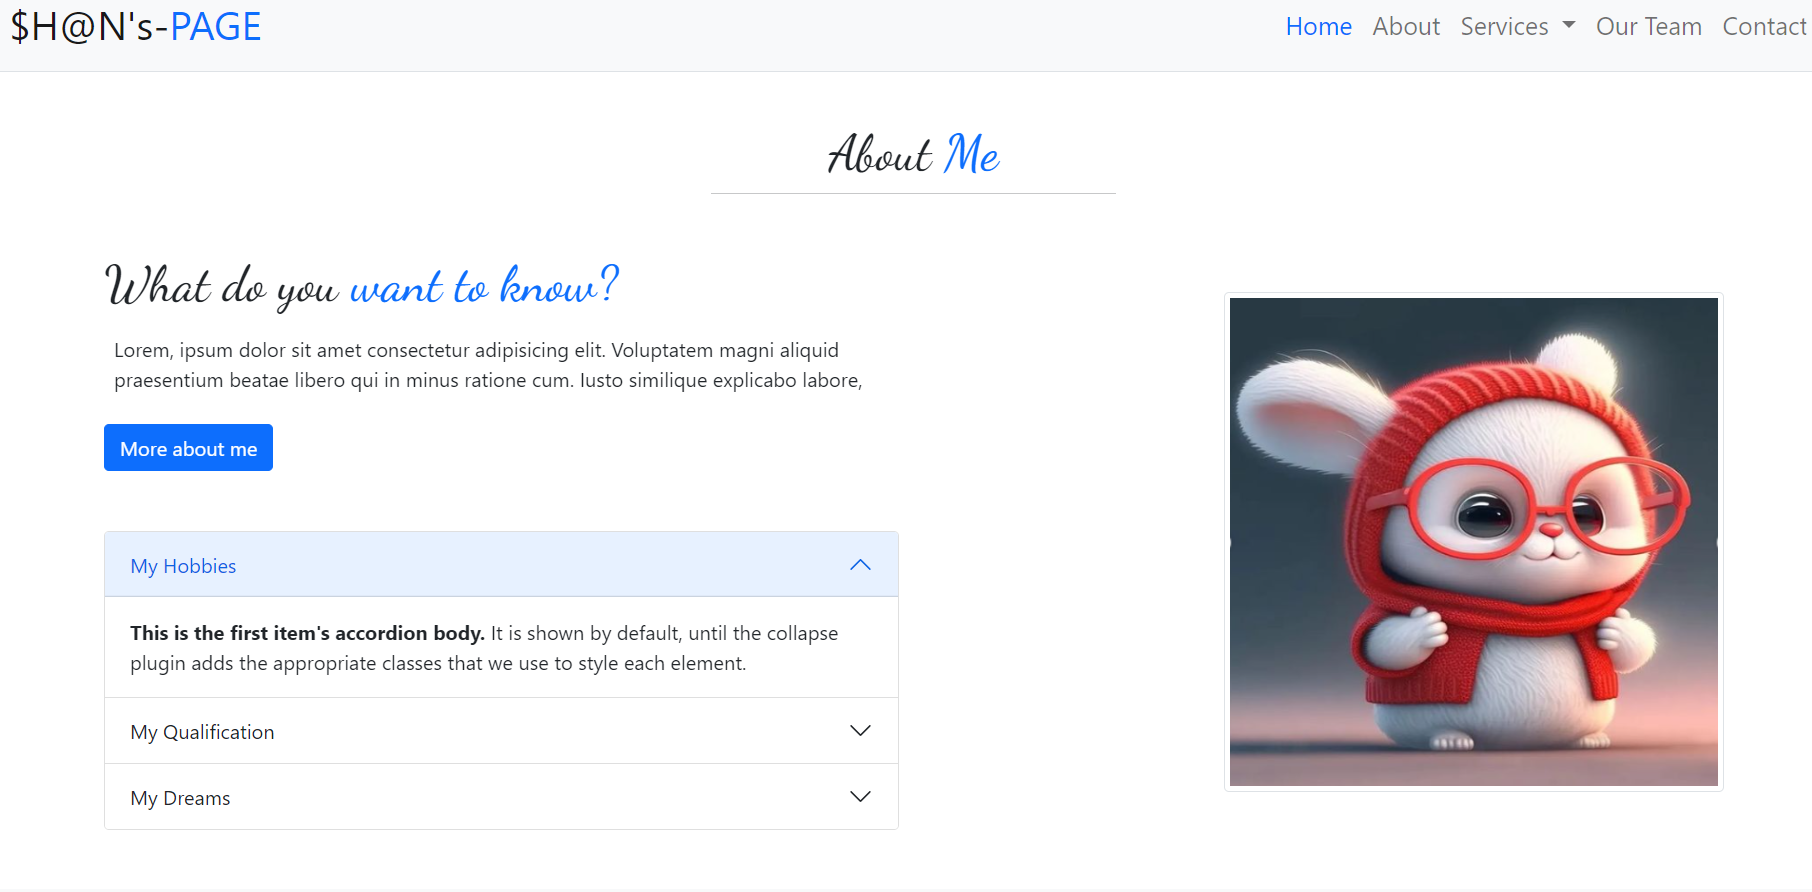 $H@N's-PAGE
Home About Services Our Team Contact
About Me
What do you want to know?
Lorem, ipsum dolor sit amet consectetur adipisicing elit. Voluptatem magni aliquid
praesentium beatae libero qui in minus ratione cum. Iusto similique explicabo labore,
More about me
My Hobbies
This is the first item's accordion body. It is shown by default, until the collapse
plugin adds the appropriate classes that we use to style each element.
My Qualification
My Dreams